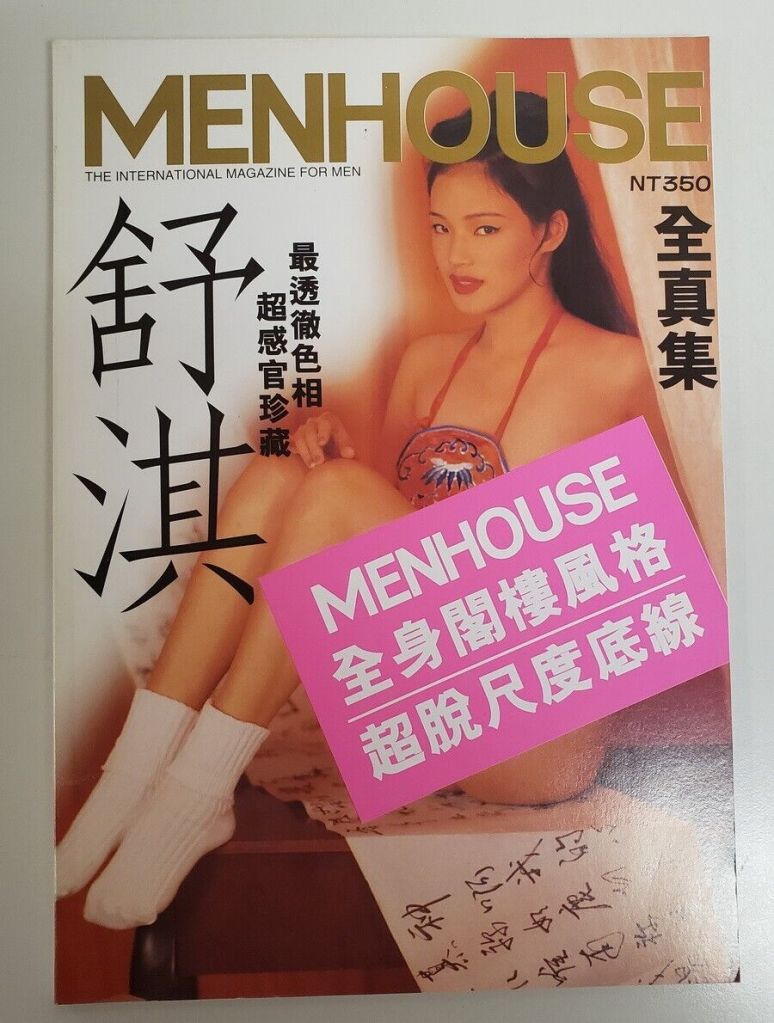 MENHOUSE
THE INTERNATIONAL MAGAZINE FOR MEN
NT350
全真集
舒淇
最透徹色相
超感官珍藏
MENHOUSE
全身閣樓風格
超脫尺度底線